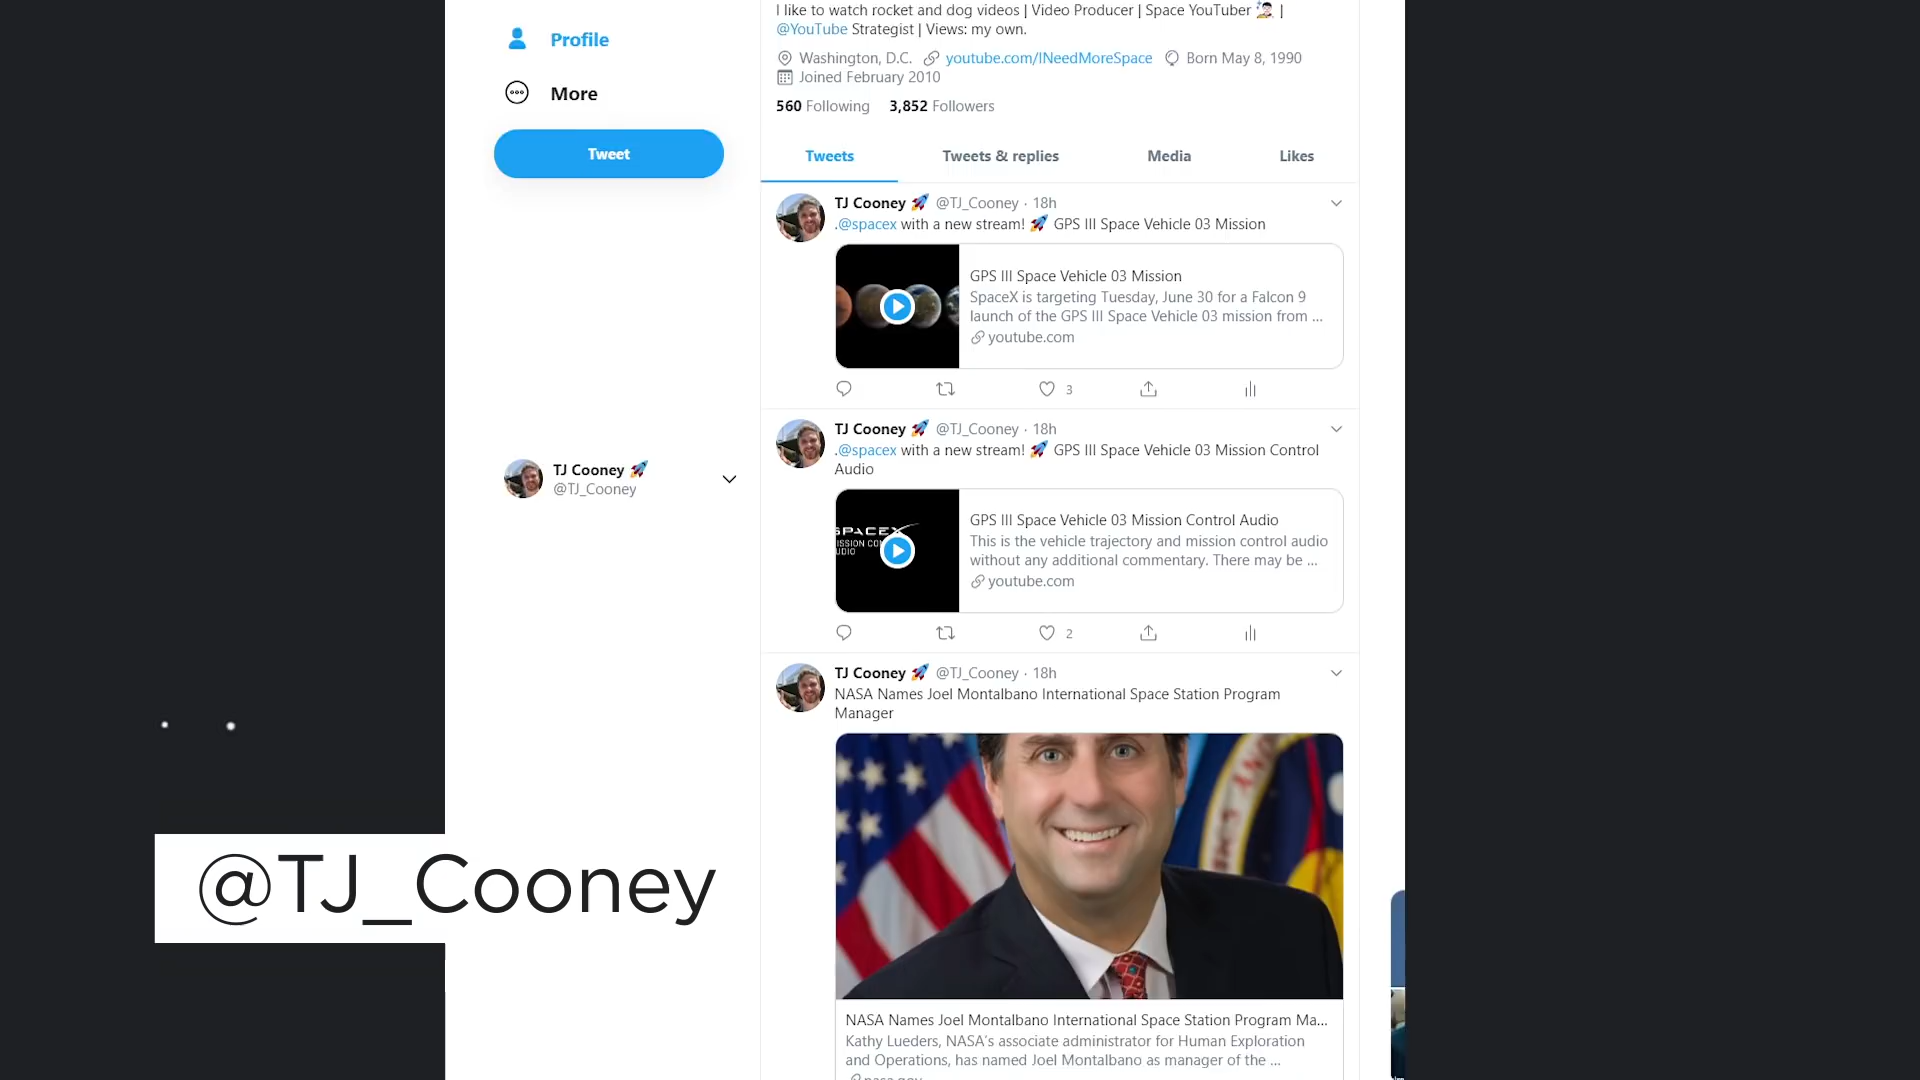 I like to watch rocket and dog videos | Video Producer | Space YouTuber 👨🏻‍🚀 |
@YouTube Strategist | Views: my own.
Washington, D.C. youtube.com/INeedMoreSpace Born May 8, 1990
Joined February 2010
560 Following 3,852 Followers
Profile
More
Tweet
Tweets Tweets & replies Media Likes
TJ Cooney 🚀 @TJ_Cooney · 18h
.@spacex with a new stream! 🚀 GPS III Space Vehicle 03 Mission
GPS III Space Vehicle 03 Mission
SpaceX is targeting Tuesday, June 30 for a Falcon 9
launch of the GPS III Space Vehicle 03 mission from ...
youtube.com
3
TJ Cooney 🚀 @TJ_Cooney · 18h
.@spacex with a new stream! 🚀 GPS III Space Vehicle 03 Mission Control
Audio
SPACEX
GPS III Space Vehicle 03 Mission Control Audio
This is the vehicle trajectory and mission control audio
without any additional commentary. There may be ...
youtube.com
2
TJ Cooney 🚀
@TJ_Cooney
TJ Cooney 🚀 @TJ_Cooney · 18h
NASA Names Joel Montalbano International Space Station Program
Manager
NASA Names Joel Montalbano International Space Station Program Ma...
Kathy Lueders, NASA's associate administrator for Human Exploration
and Operations, has named Joel Montalbano as manager of the ...
nasa.gov
@TJ_Cooney